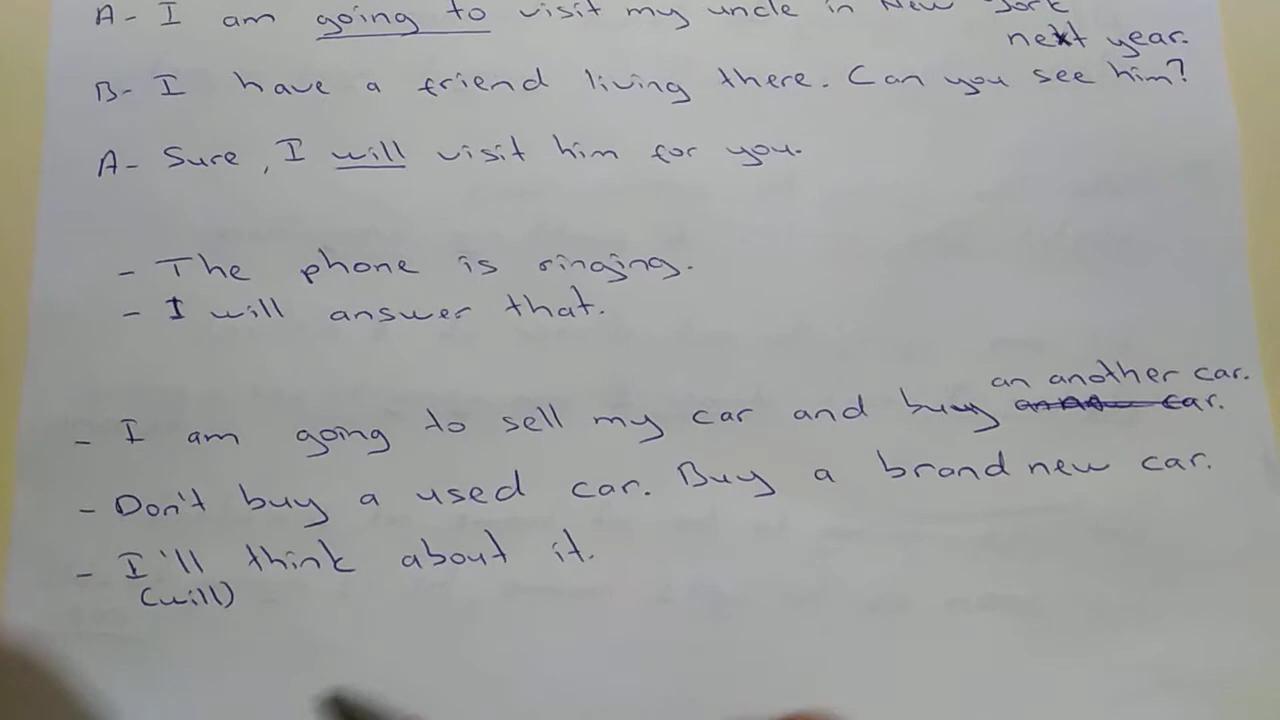 A- I am going to visit my uncle in New York
next year.
B- I have a friend living there. Can you see him?
A- Sure, I will visit him for you.
- The phone is ringing.
- I will answer that.
an another car.
- I am going to sell my car and buy car.
- Don't buy a used car. Buy a brand new car.
- I'll think about it.
(will)